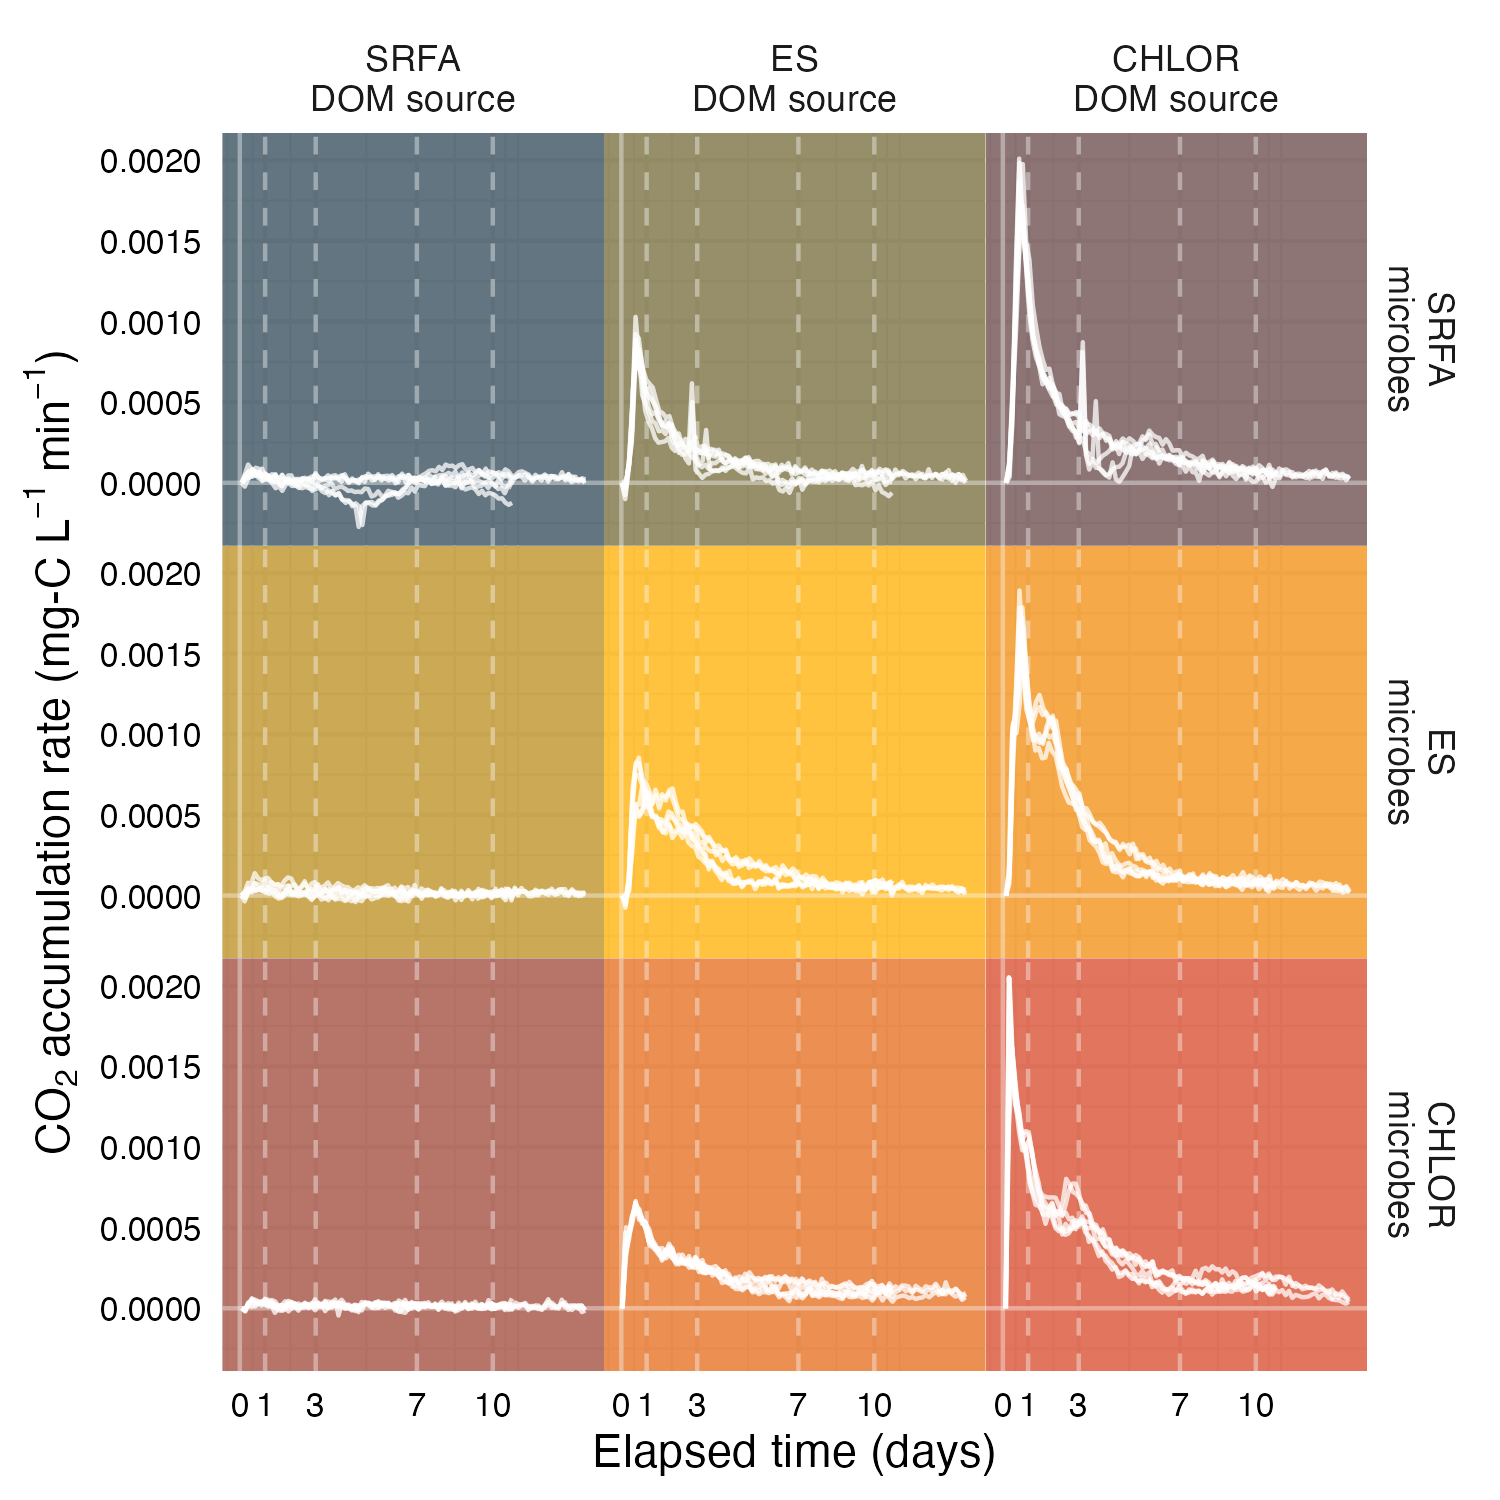 SRFA
DOM source
ES
DOM source
CHLOR
DOM source
CO₂ accumulation rate (mg-C L⁻¹ min⁻¹)
0.0020
0.0015
0.0010
0.0005
0.0000
SRFA
microbes
0.0020
0.0015
0.0010
0.0005
0.0000
ES
microbes
0.0020
0.0015
0.0010
0.0005
0.0000
CHLOR
microbes
0 1 3 7 10
0 1 3 7 10
0 1 3 7 10
Elapsed time (days)